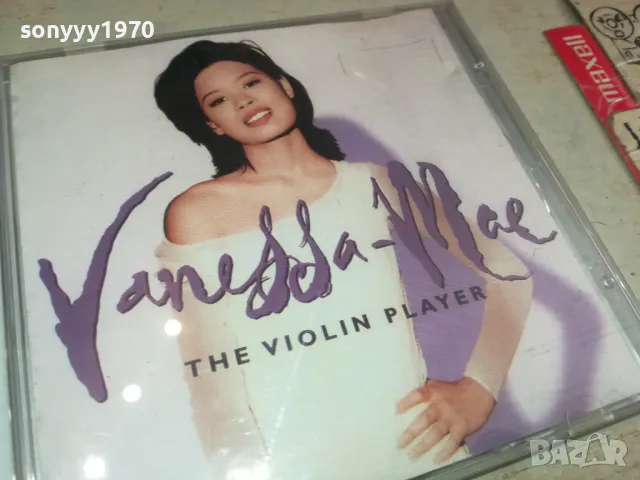 sonyyy1970
maxell
Vanessa-Mae
THE VIOLIN PLAYER
BAZAR